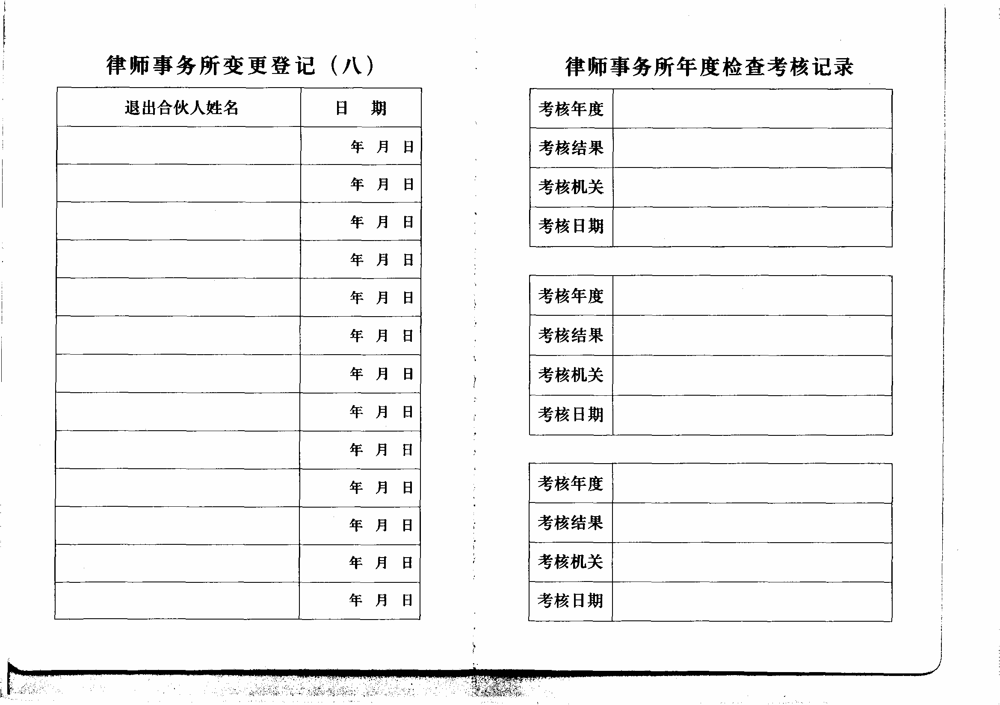 律师事务所变更登记（八）
退出合伙人姓名 日 期
年 月 日
年 月 日
年 月 日
年 月 日
年 月 日
年 月 日
年 月 日
年 月 日
年 月 日
年 月 日
年 月 日
年 月 日
年 月 日
律师事务所年度检查考核记录
考核年度
考核结果
考核机关
考核日期
考核年度
考核结果
考核机关
考核日期
考核年度
考核结果
考核机关
考核日期